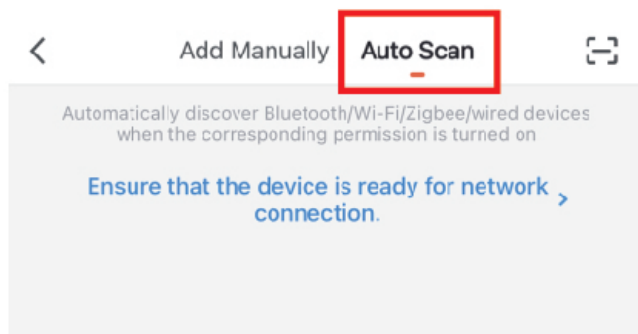 Add Manually Auto Scan
Automatically discover Bluetooth/Wi-Fi/Zigbee/wired devices
when the corresponding permission is turned on
Ensure that the device is ready for network
connection.